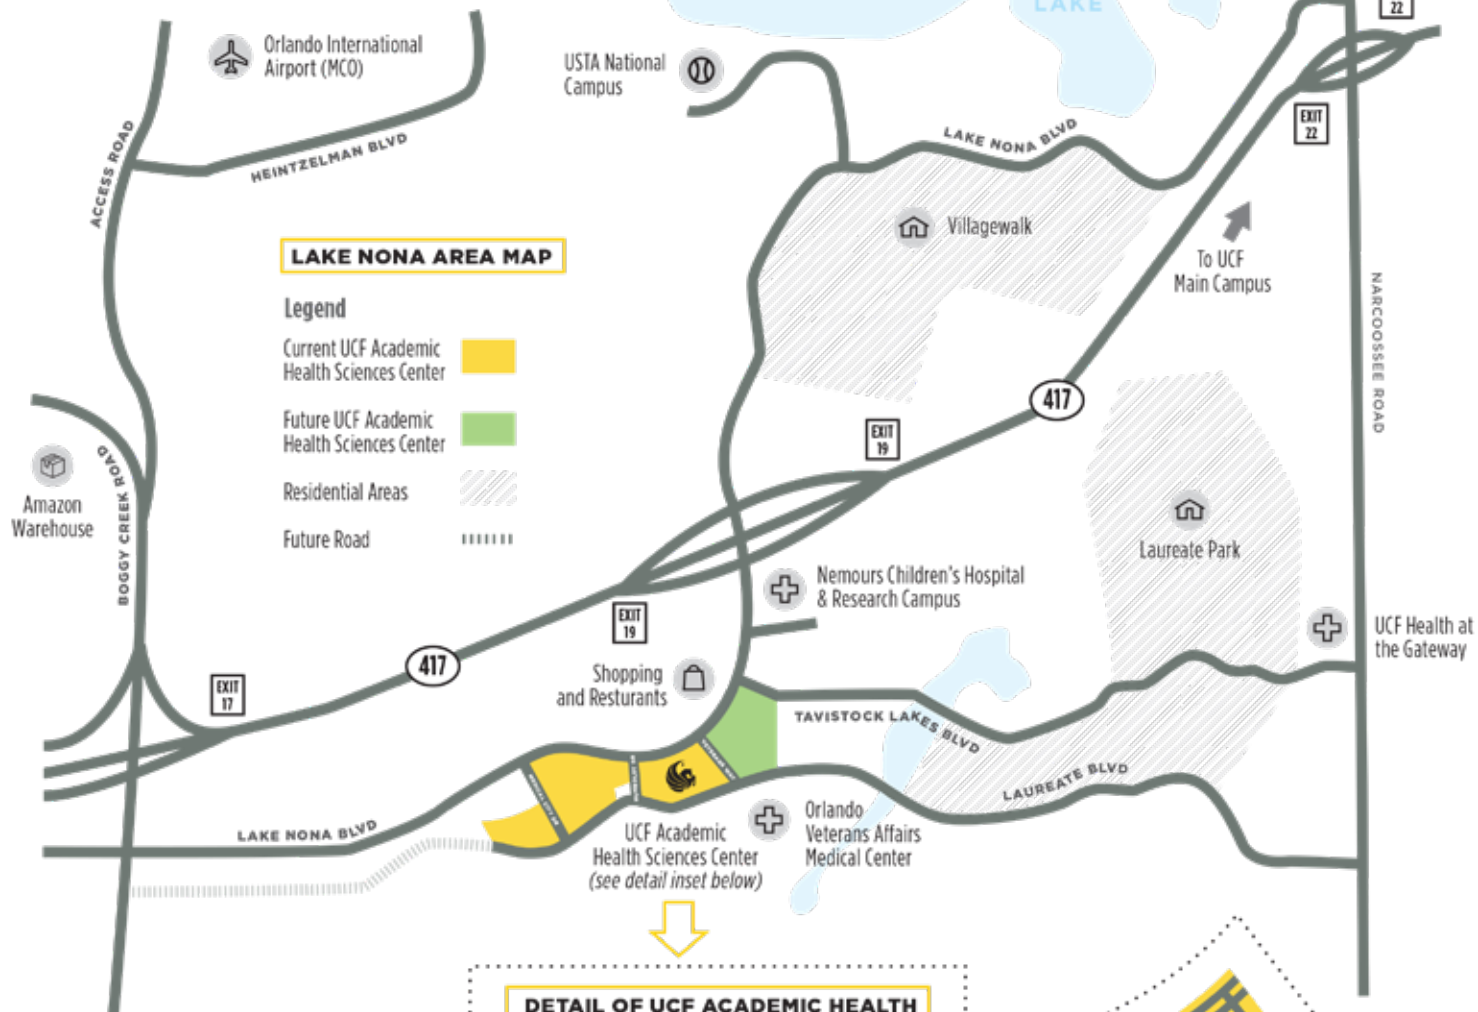 LAKE
22
Orlando International
Airport (MCO)
USTA National
Campus
EXIT
22
ACCESS ROAD
HEINTZELMAN BLVD
LAKE NONA BLVD
Villagewalk
To UCF
Main Campus
NARCOOSSEE ROAD
LAKE NONA AREA MAP
Legend
Current UCF Academic
Health Sciences Center
Future UCF Academic
Health Sciences Center
Residential Areas
Future Road
417
EXIT
19
Amazon
Warehouse
BOGGY CREEK ROAD
Laureate Park
Nemours Children's Hospital
& Research Campus
EXIT
19
UCF Health at
the Gateway
417
EXIT
17
Shopping
and Resturants
TAVISTOCK LAKES BLVD
VETERANS WAY
MEDICAL CITY DR
LAUREATE BLVD
LAKE NONA BLVD
UCF Academic
Health Sciences Center
(see detail inset below)
Orlando
Veterans Affairs
Medical Center
DETAIL OF UCF ACADEMIC HEALTH